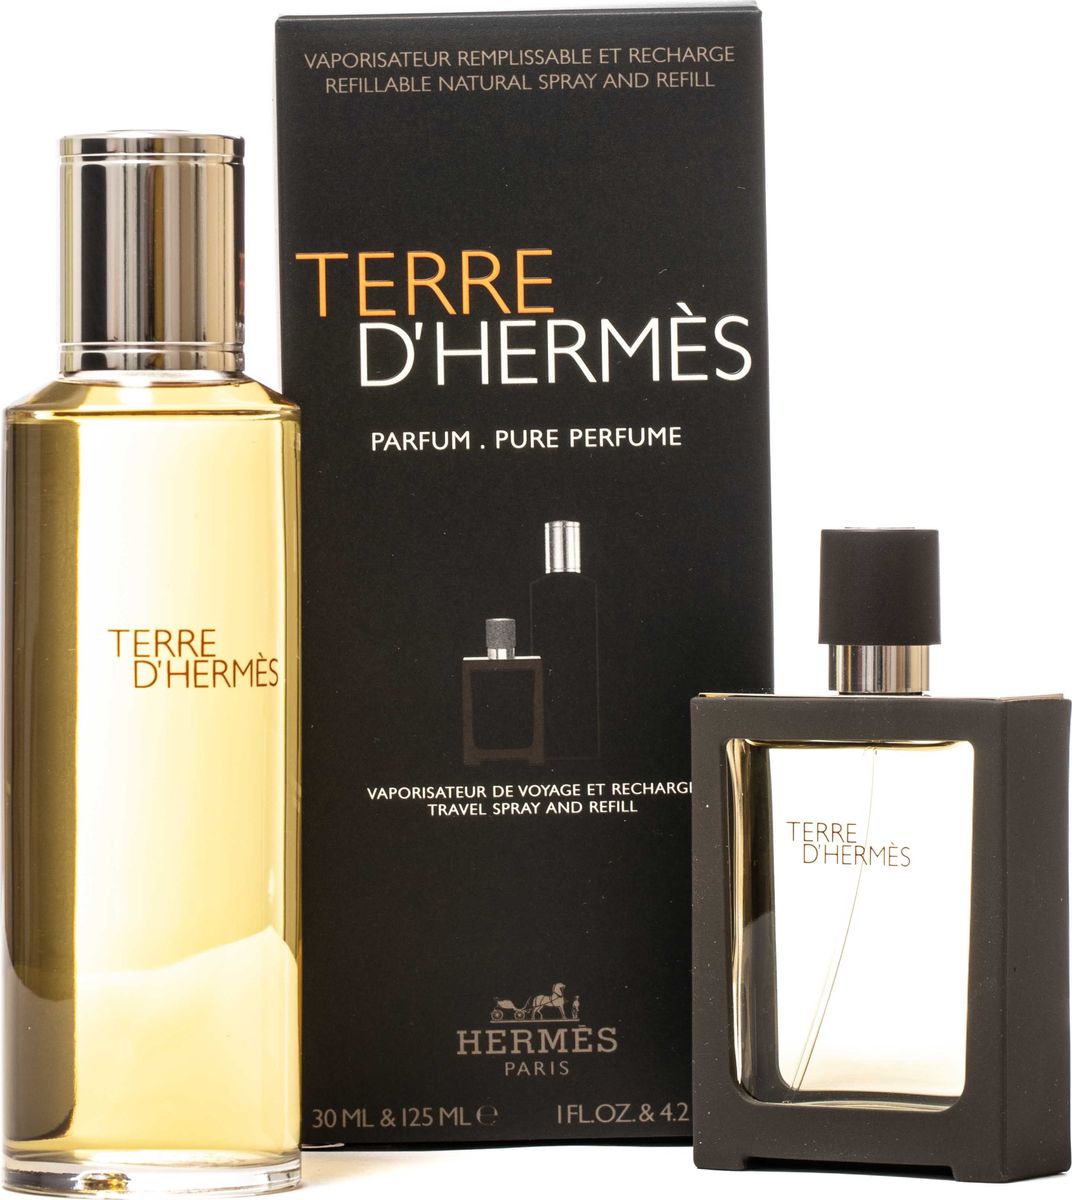 VAPORISATEUR REMPLISSABLE ET RECHARGE
REFILLABLE NATURAL SPRAY AND REFILL
TERRE
D'HERMÈS
PARFUM . PURE PERFUME
VAPORISATEUR DE VOYAGE ET RECHARGE
TRAVEL SPRAY AND REFILL
HERMÈS
PARIS
30 ML & 125 ML ℮ 1 FL.OZ. & 4.2
TERRE
D'HERMÈS
TERRE
D'HERMÈS